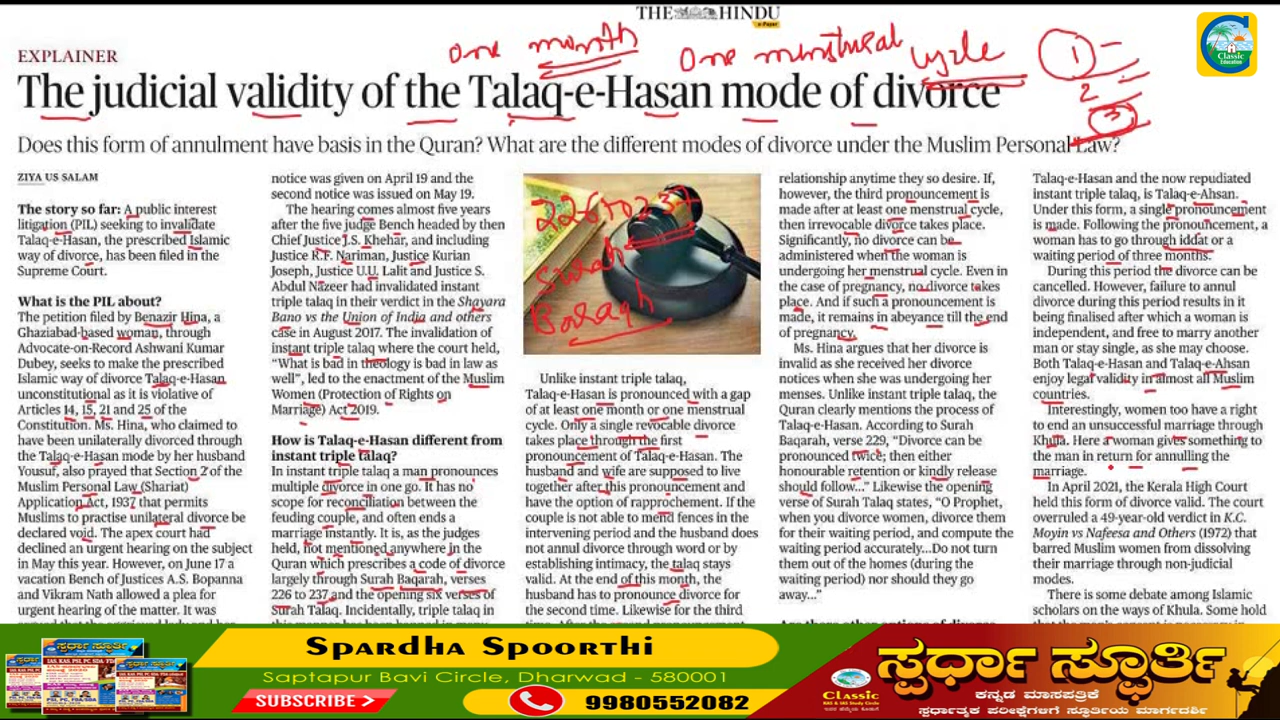 THE HINDU
e-Paper
one month
one menstrual cycle
1
2
3
Classic
Education
EXPLAINER
The judicial validity of the Talaq-e-Hasan mode of divorce
Does this form of annulment have basis in the Quran? What are the different modes of divorce under the Muslim Personal Law?
ZIYA US SALAM
The story so far: A public interest
litigation (PIL) seeking to invalidate
Talaq-e-Hasan, the prescribed Islamic
way of divorce, has been filed in the
Supreme Court.
What is the PIL about?
The petition filed by Benazir Hina, a
Ghaziabad-based woman, through
Advocate-on-Record Ashwani Kumar
Dubey, seeks to make the prescribed
Islamic way of divorce Talaq-e-Hasan
unconstitutional as it is violative of
Articles 14, 15, 21 and 25 of the
Constitution. Ms. Hina, who claimed to
have been unilaterally divorced through
the Talaq-e-Hasan mode by her husband
Yousuf, also prayed that Section 2 of the
Muslim Personal Law (Shariat)
Application Act, 1937 that permits
Muslims to practise unilateral divorce be
declared void. The apex court had
declined an urgent hearing on the subject
in May this year. However, on June 17 a
vacation Bench of Justices A.S. Bopanna
and Vikram Nath allowed a plea for
urgent hearing of the matter. It was
notice was given on April 19 and the
second notice was issued on May 19.
The hearing comes almost five years
after the five judge Bench headed by then
Chief Justice J.S. Khehar, and including
Justice R.F. Nariman, Justice Kurian
Joseph, Justice U.U. Lalit and Justice S.
Abdul Nazeer had invalidated instant
triple talaq in their verdict in the Shayara
Bano vs the Union of India and others
case in August 2017. The invalidation of
instant triple talaq where the court held,
“What is bad in theology is bad in law as
well”, led to the enactment of the Muslim
Women (Protection of Rights on
Marriage) Act 2019.
How is Talaq-e-Hasan different from
instant triple talaq?
In instant triple talaq a man pronounces
multiple divorce in one go. It has no
scope for reconciliation between the
feuding couple, and often ends a
marriage instantly. It is, as the judges
held, not mentioned anywhere in the
Quran which prescribes a code of divorce
largely through Surah Baqarah, verses
226 to 237 and the opening six verses of
Surah Talaq. Incidentally, triple talaq in
226 to 237
Surah
Baraqh
Unlike instant triple talaq,
Talaq-e-Hasan is pronounced with a gap
of at least one month or one menstrual
cycle. Only a single revocable divorce
takes place through the first
pronouncement of Talaq-e-Hasan. The
husband and wife are supposed to live
together after this pronouncement and
have the option of rapprochement. If the
couple is not able to mend fences in the
intervening period and the husband does
not annul divorce through word or by
establishing intimacy, the talaq stays
valid. At the end of this month, the
husband has to pronounce divorce for
the second time. Likewise for the third
relationship anytime they so desire. If,
however, the third pronouncement is
made after at least one menstrual cycle,
then irrevocable divorce takes place.
Significantly, no divorce can be
administered when the woman is
undergoing her menstrual cycle. Even in
the case of pregnancy, no divorce takes
place. And if such a pronouncement is
made, it remains in abeyance till the end
of pregnancy.
Ms. Hina argues that her divorce is
invalid as she received her divorce
notices when she was undergoing her
menses. Unlike instant triple talaq, the
Quran clearly mentions the process of
Talaq-e-Hasan. According to Surah
Baqarah, verse 229, “Divorce can be
pronounced twice; then either
honourable retention or kindly release
should follow...” Likewise the opening
verse of Surah Talaq states, “O Prophet,
when you divorce women, divorce them
for their waiting period, and compute the
waiting period accurately...Do not turn
them out of their homes (during the
waiting period) nor should they go
away...”
Talaq-e-Hasan and the now repudiated
instant triple talaq, is Talaq-e-Ahsan.
Under this form, a single pronouncement
is made. Following the pronouncement, a
woman has to go through iddat or a
waiting period of three months.
During this period the divorce can be
cancelled. However, failure to annul
divorce during this period results in it
being finalised after which a woman is
independent, and free to marry another
man or stay single, as she may choose.
Both Talaq-e-Hasan and Talaq-e-Ahsan
enjoy legal validity in almost all Muslim
countries.
Interestingly, women too have a right
to end an unsuccessful marriage through
Khula. Here a woman gives something to
the man in return for annulling the
marriage.
In April 2021, the Kerala High Court
held this form of divorce valid. The court
overruled a 49-year-old verdict in K.C.
Moyin vs Nafeesa and Others (1972) that
barred Muslim women from dissolving
their marriage through non-judicial
modes.
There is some debate among Islamic
scholars on the ways of Khula. Some hold
SPARDHA SPOORTHI
Saptapur Bavi Circle, Dharwad - 580001
SUBSCRIBE
9980552082
Classic
KAS & IAS Study Circle
ಸ್ಪರ್ಧಾ ಸ್ಫೂರ್ತಿ
ಕನ್ನಡ ಮಾಸಪತ್ರಿಕೆ
ಸ್ಪರ್ಧಾತ್ಮಕ ಪರೀಕ್ಷೆಗಳಿಗೆ ಸ್ಫೂರ್ತಿಯ ಮಾರ್ಗದರ್ಶಿ